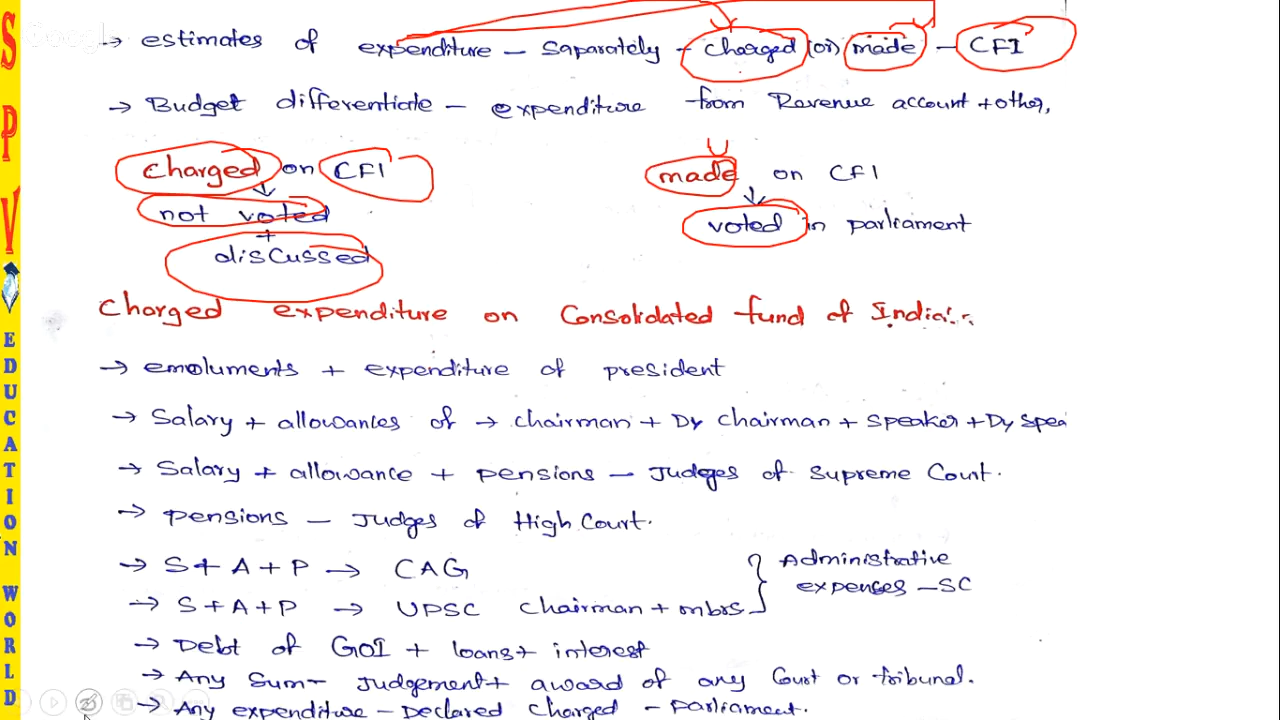 SPV EDUCATION WORLD
→ estimates of expenditure – Saparately – charged (or) made – CFI
→ Budget differentiate – expenditure from Revenue account + other,
charged on CFI
made on CFI
not voted
+
discussed
voted in parliament
Charged expenditure on Consolidated fund of India:-
→ emoluments + expenditure of president
→ Salary + allowances of → chairman + Dy chairman + speaker + Dy spea
→ Salary + allowance + pensions – Judges of Supreme Court.
→ pensions – Judges of High Court.
→ S + A + P → CAG
→ S + A + P → UPSC chairman + mbrs
} Administrative
expenses – SC
→ Debt of GOI + loans + interest
→ Any Sum – Judgement + award of any Court or tribunal.
→ Any expenditure – Declared charged – parliament.